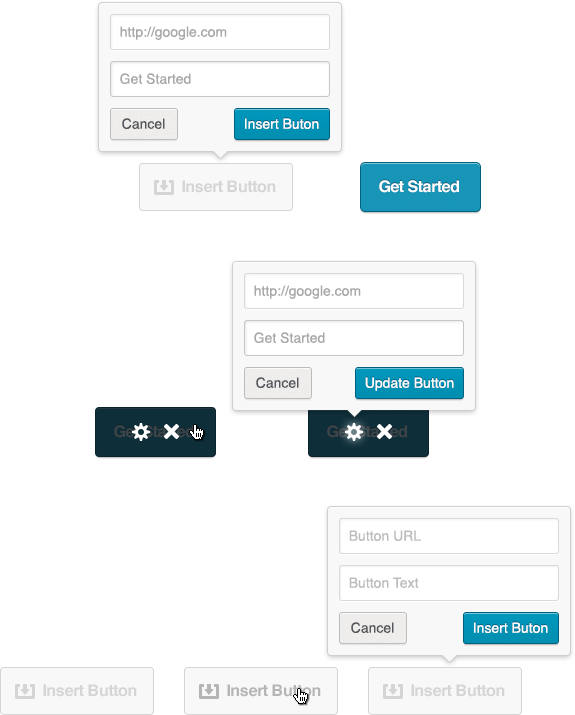 http://google.com
Get Started
Cancel Insert Buton
Insert Button Get Started
http://google.com
Get Started
Cancel Update Button
Get Started Get Started
Button URL
Button Text
Cancel Insert Buton
Insert Button Insert Button Insert Button